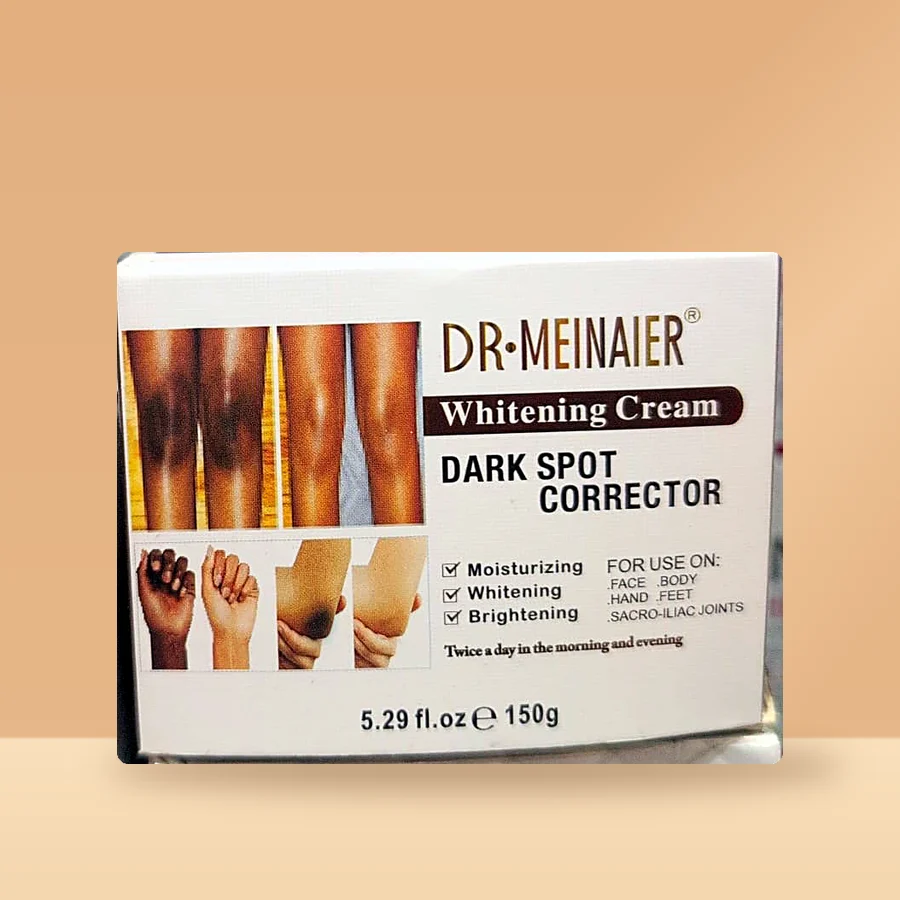 DR·MEINAIER®
Whitening Cream
DARK SPOT
CORRECTOR
☑ Moisturizing
☑ Whitening
☑ Brightening
FOR USE ON:
.FACE .BODY
.HAND .FEET
.SACRO-ILIAC JOINTS
Twice a day in the morning and evening
5.29 fl.oz ℮ 150g